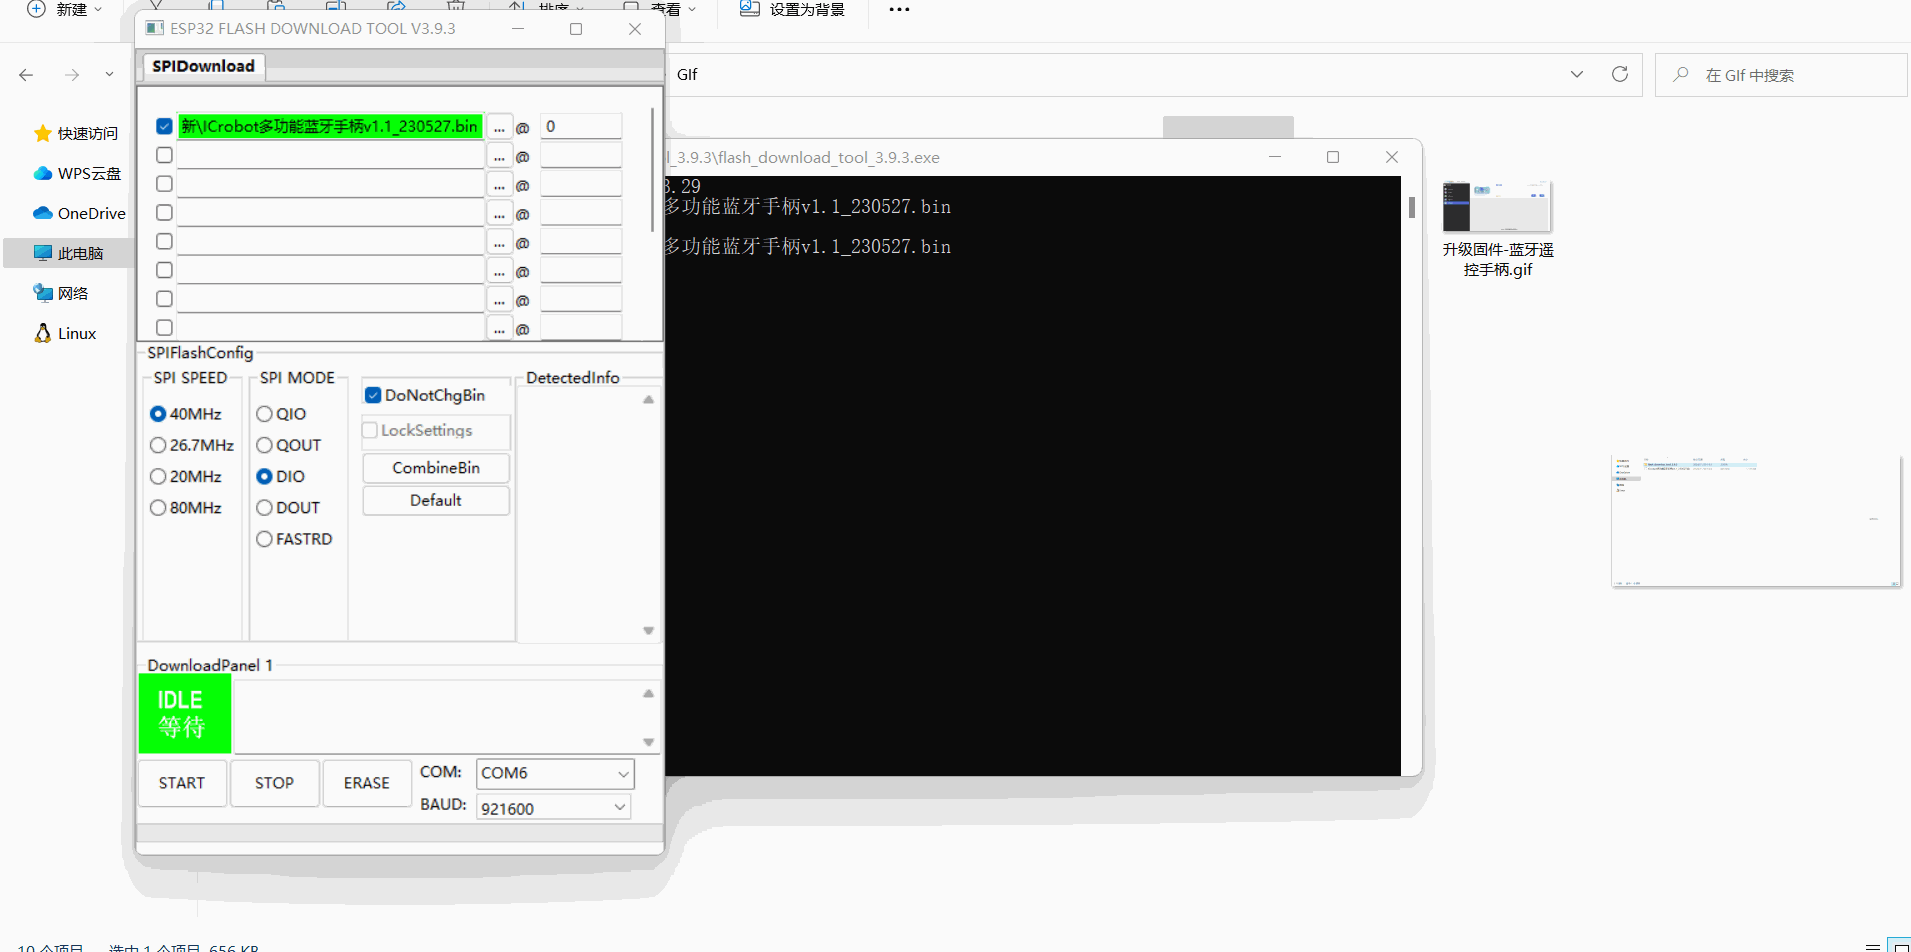 新建
排序
查看
设置为背景
ESP32 FLASH DOWNLOAD TOOL V3.9.3
SPIDownload
GIf
在 GIf 中搜索
快速访问
WPS云盘
OneDrive
此电脑
网络
Linux
新\ICrobot多功能蓝牙手柄v1.1_230527.bin ... @ 0
... @
... @
... @
... @
... @
... @
... @
l_3.9.3\flash_download_tool_3.9.3.exe
3.29
多功能蓝牙手柄v1.1_230527.bin
多功能蓝牙手柄v1.1_230527.bin
升级固件-蓝牙遥
控手柄.gif
SPIFlashConfig
SPI SPEED
40MHz
26.7MHz
20MHz
80MHz
SPI MODE
QIO
QOUT
DIO
DOUT
FASTRD
DoNotChgBin
LockSettings
CombineBin
Default
DetectedInfo
DownloadPanel 1
IDLE
等待
START
STOP
ERASE
COM: COM6
BAUD: 921600
10 个项目 选中 1 个项目 656 KB